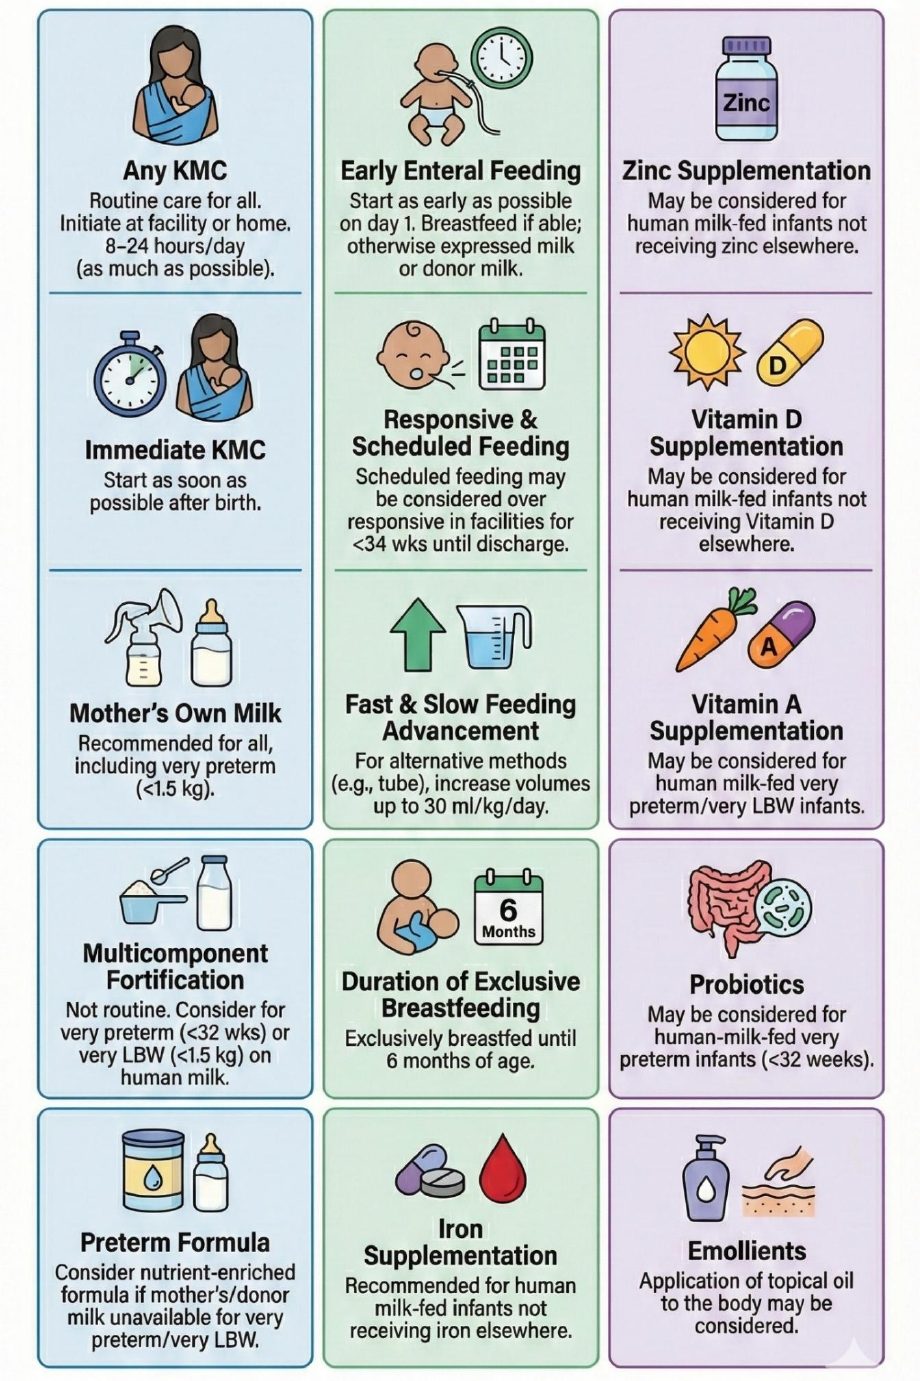 Any KMC
Routine care for all.
Initiate at facility or home.
8–24 hours/day
(as much as possible).
Immediate KMC
Start as soon as
possible after birth.
Mother's Own Milk
Recommended for all,
including very preterm
(<1.5 kg).
Multicomponent
Fortification
Not routine. Consider for
very preterm (<32 wks) or
very LBW (<1.5 kg) on
human milk.
Preterm Formula
Consider nutrient-enriched
formula if mother's/donor
milk unavailable for very
preterm/very LBW.
Early Enteral Feeding
Start as early as possible
on day 1. Breastfeed if able;
otherwise expressed milk
or donor milk.
Responsive &
Scheduled Feeding
Scheduled feeding may
be considered over
responsive in facilities for
<34 wks until discharge.
Fast & Slow Feeding
Advancement
For alternative methods
(e.g., tube), increase volumes
up to 30 ml/kg/day.
6
Months
Duration of Exclusive
Breastfeeding
Exclusively breastfed until
6 months of age.
Iron
Supplementation
Recommended for human
milk-fed infants not
receiving iron elsewhere.
Zinc
Zinc Supplementation
May be considered for
human milk-fed infants not
receiving zinc elsewhere.
D
Vitamin D
Supplementation
May be considered for
human milk-fed infants not
receiving Vitamin D
elsewhere.
A
Vitamin A
Supplementation
May be considered for
human milk-fed very
preterm/very LBW infants.
Probiotics
May be considered for
human-milk-fed very
preterm infants (<32 weeks).
Emollients
Application of topical oil
to the body may be
considered.